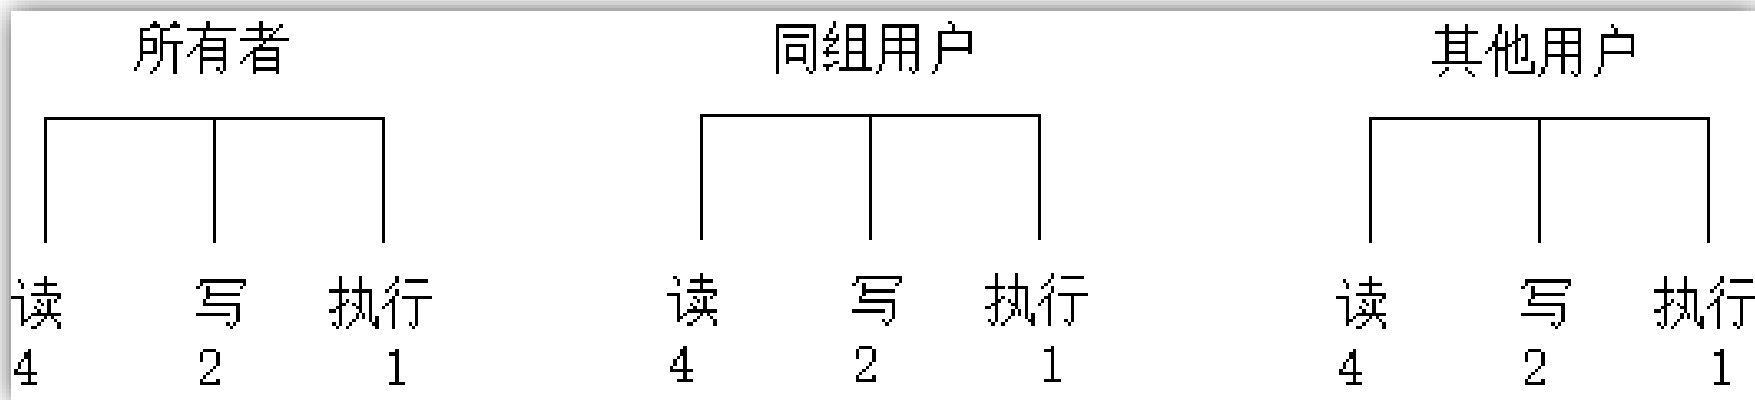 所有者 同组用户 其他用户
读 写 执行 读 写 执行 读 写 执行
4 2 1 4 2 1 4 2 1